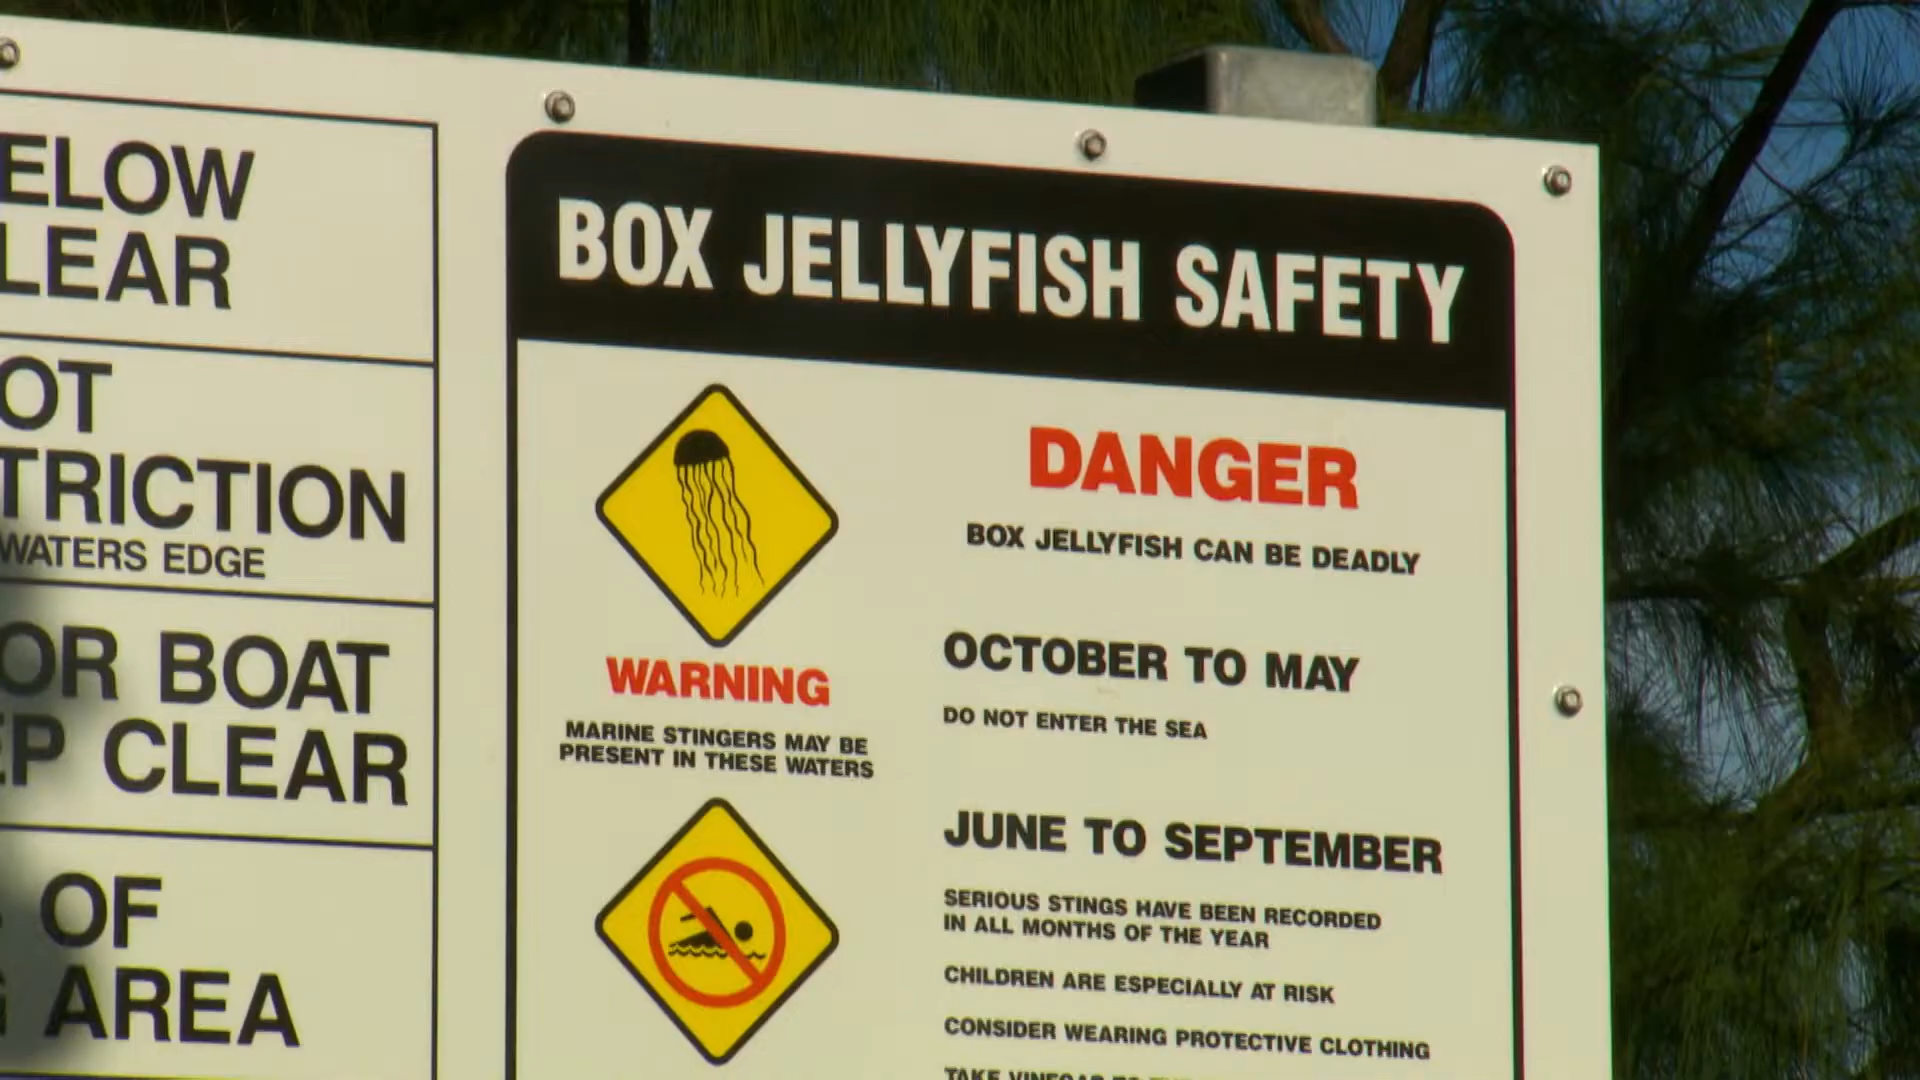 ELOW
LEAR
OT
TRICTION
WATERS EDGE
OR BOAT
EP CLEAR
OF
AREA
BOX JELLYFISH SAFETY
WARNING
MARINE STINGERS MAY BE
PRESENT IN THESE WATERS
DANGER
BOX JELLYFISH CAN BE DEADLY
OCTOBER TO MAY
DO NOT ENTER THE SEA
JUNE TO SEPTEMBER
SERIOUS STINGS HAVE BEEN RECORDED
IN ALL MONTHS OF THE YEAR
CHILDREN ARE ESPECIALLY AT RISK
CONSIDER WEARING PROTECTIVE CLOTHING
TAKE VINEGAR TO